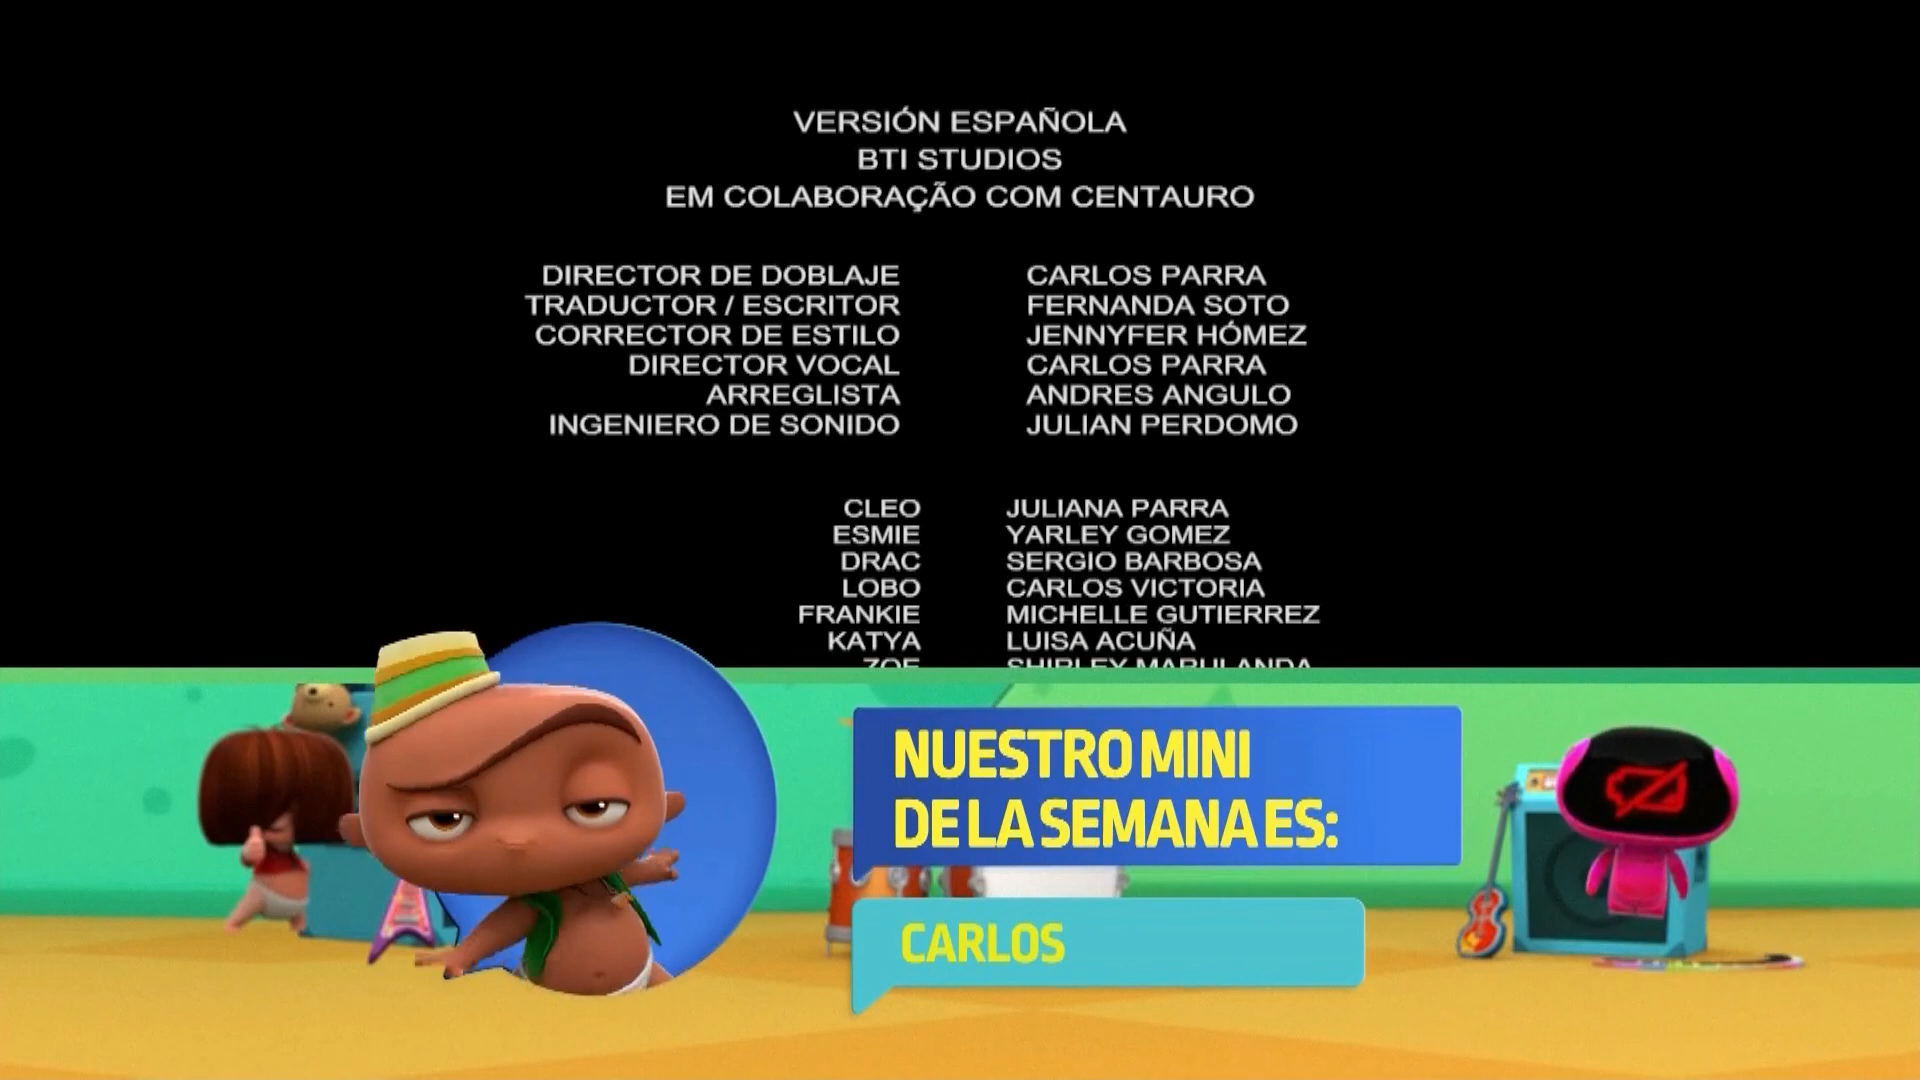 VERSIÓN ESPAÑOLA
BTI STUDIOS
EM COLABORAÇÃO COM CENTAURO
DIRECTOR DE DOBLAJE CARLOS PARRA
TRADUCTOR / ESCRITOR FERNANDA SOTO
CORRECTOR DE ESTILO JENNYFER HÓMEZ
DIRECTOR VOCAL CARLOS PARRA
ARREGLISTA ANDRES ANGULO
INGENIERO DE SONIDO JULIAN PERDOMO
CLEO JULIANA PARRA
ESMIE YARLEY GOMEZ
DRAC SERGIO BARBOSA
LOBO CARLOS VICTORIA
FRANKIE MICHELLE GUTIERREZ
KATYA LUISA ACUÑA
ZOE SHIRLEY MARULANDA
NUESTRO MINI
DE LA SEMANA ES:
CARLOS